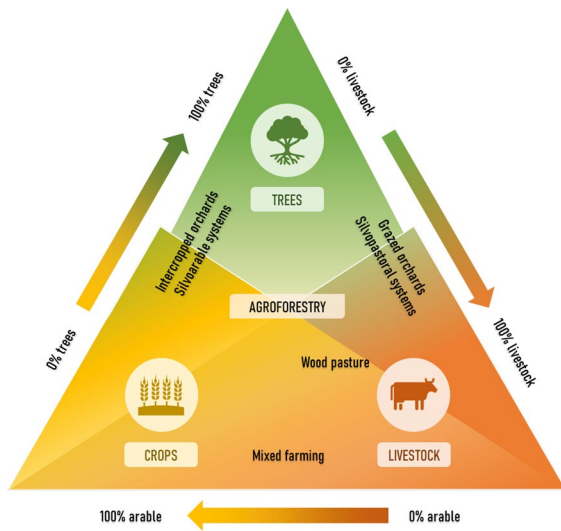 100% trees
0% livestock
TREES
Intercropped orchards
Silvoarable systems
Grazed orchards
Silvopastoral systems
AGROFORESTRY
0% trees
100% livestock
Wood pasture
CROPS
Mixed farming
LIVESTOCK
100% arable
0% arable